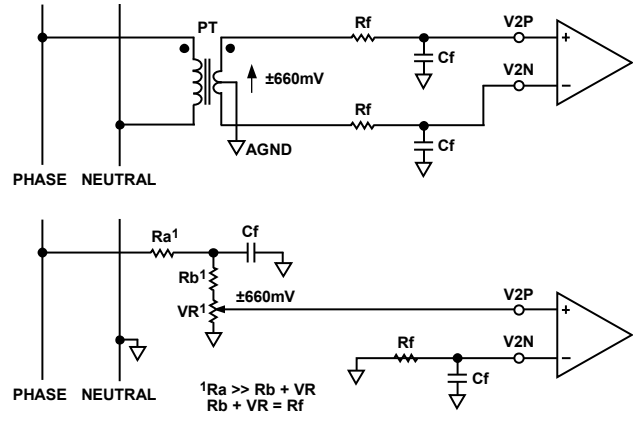 PT
Rf
V2P
Cf
+
±660mV
V2N
Rf
−
AGND
Cf
PHASE NEUTRAL
Ra¹
Cf
Rb¹
±660mV
V2P
VR¹
+
Rf
V2N
−
Cf
PHASE NEUTRAL
¹Ra >> Rb + VR
Rb + VR = Rf